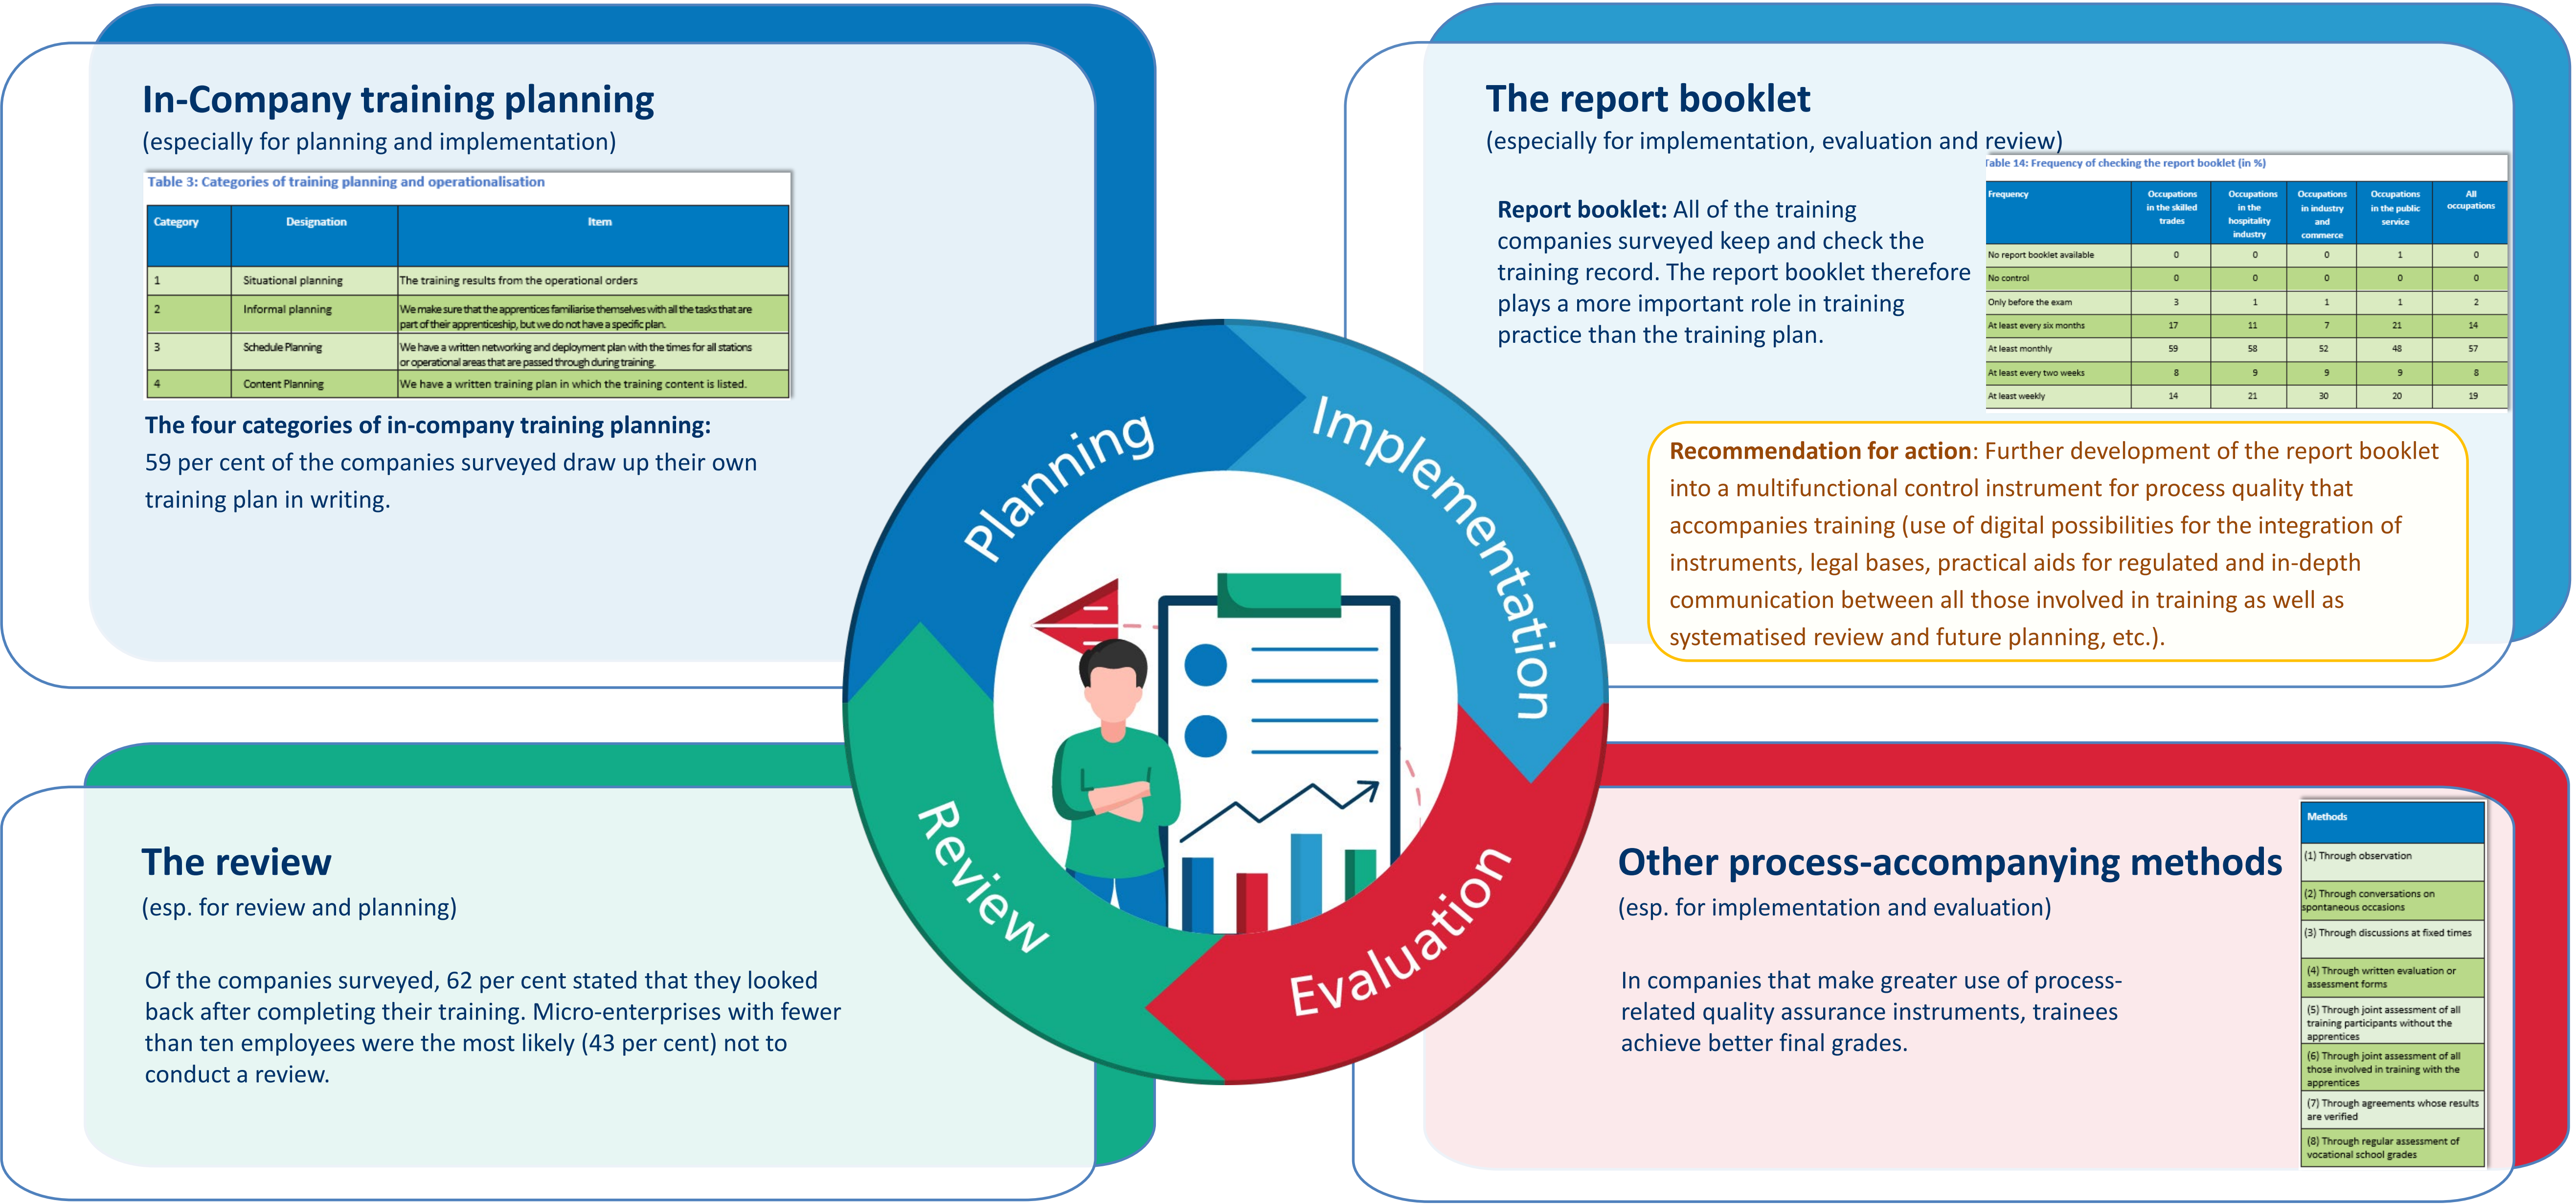 In-Company training planning
(especially for planning and implementation)
Table 3: Categories of training planning and operationalisation
Category Designation Item
1 Situational planning The training results from the operational orders
2 Informal planning We make sure that the apprentices familiarise themselves with all the tasks that are
part of their apprenticeship, but we do not have a specific plan.
3 Schedule Planning We have a written networking and deployment plan with the times for all stations
or operational areas that are passed through during training.
4 Content Planning We have a written training plan in which the training content is listed.
The four categories of in-company training planning:
59 per cent of the companies surveyed draw up their own
training plan in writing.
The report booklet
(especially for implementation, evaluation and review)
Report booklet: All of the training
companies surveyed keep and check the
training record. The report booklet therefore
plays a more important role in training
practice than the training plan.
Table 14: Frequency of checking the report booklet (in %)
Frequency Occupations Occupations Occupations Occupations All
in the skilled in the in industry in the public occupations
trades hospitality and service
industry commerce
No report booklet available 0 0 0 1 0
No control 0 0 0 0 0
Only before the exam 3 1 1 1 2
At least every six months 17 11 7 21 14
At least monthly 59 58 52 48 57
At least every two weeks 8 9 9 9 8
At least weekly 14 21 30 20 19
Recommendation for action: Further development of the report booklet
into a multifunctional control instrument for process quality that
accompanies training (use of digital possibilities for the integration of
instruments, legal bases, practical aids for regulated and in-depth
communication between all those involved in training as well as
systematised review and future planning, etc.).
Planning
Implementation
Evaluation
Review
The review
(esp. for review and planning)
Of the companies surveyed, 62 per cent stated that they looked
back after completing their training. Micro-enterprises with fewer
than ten employees were the most likely (43 per cent) not to
conduct a review.
Other process-accompanying methods
(esp. for implementation and evaluation)
In companies that make greater use of process-
related quality assurance instruments, trainees
achieve better final grades.
Methods
(1) Through observation
(2) Through conversations on
spontaneous occasions
(3) Through discussions at fixed times
(4) Through written evaluation or
assessment forms
(5) Through joint assessment of all
training participants without the
apprentices
(6) Through joint assessment of all
those involved in training with the
apprentices
(7) Through agreements whose results
are verified
(8) Through regular assessment of
vocational school grades